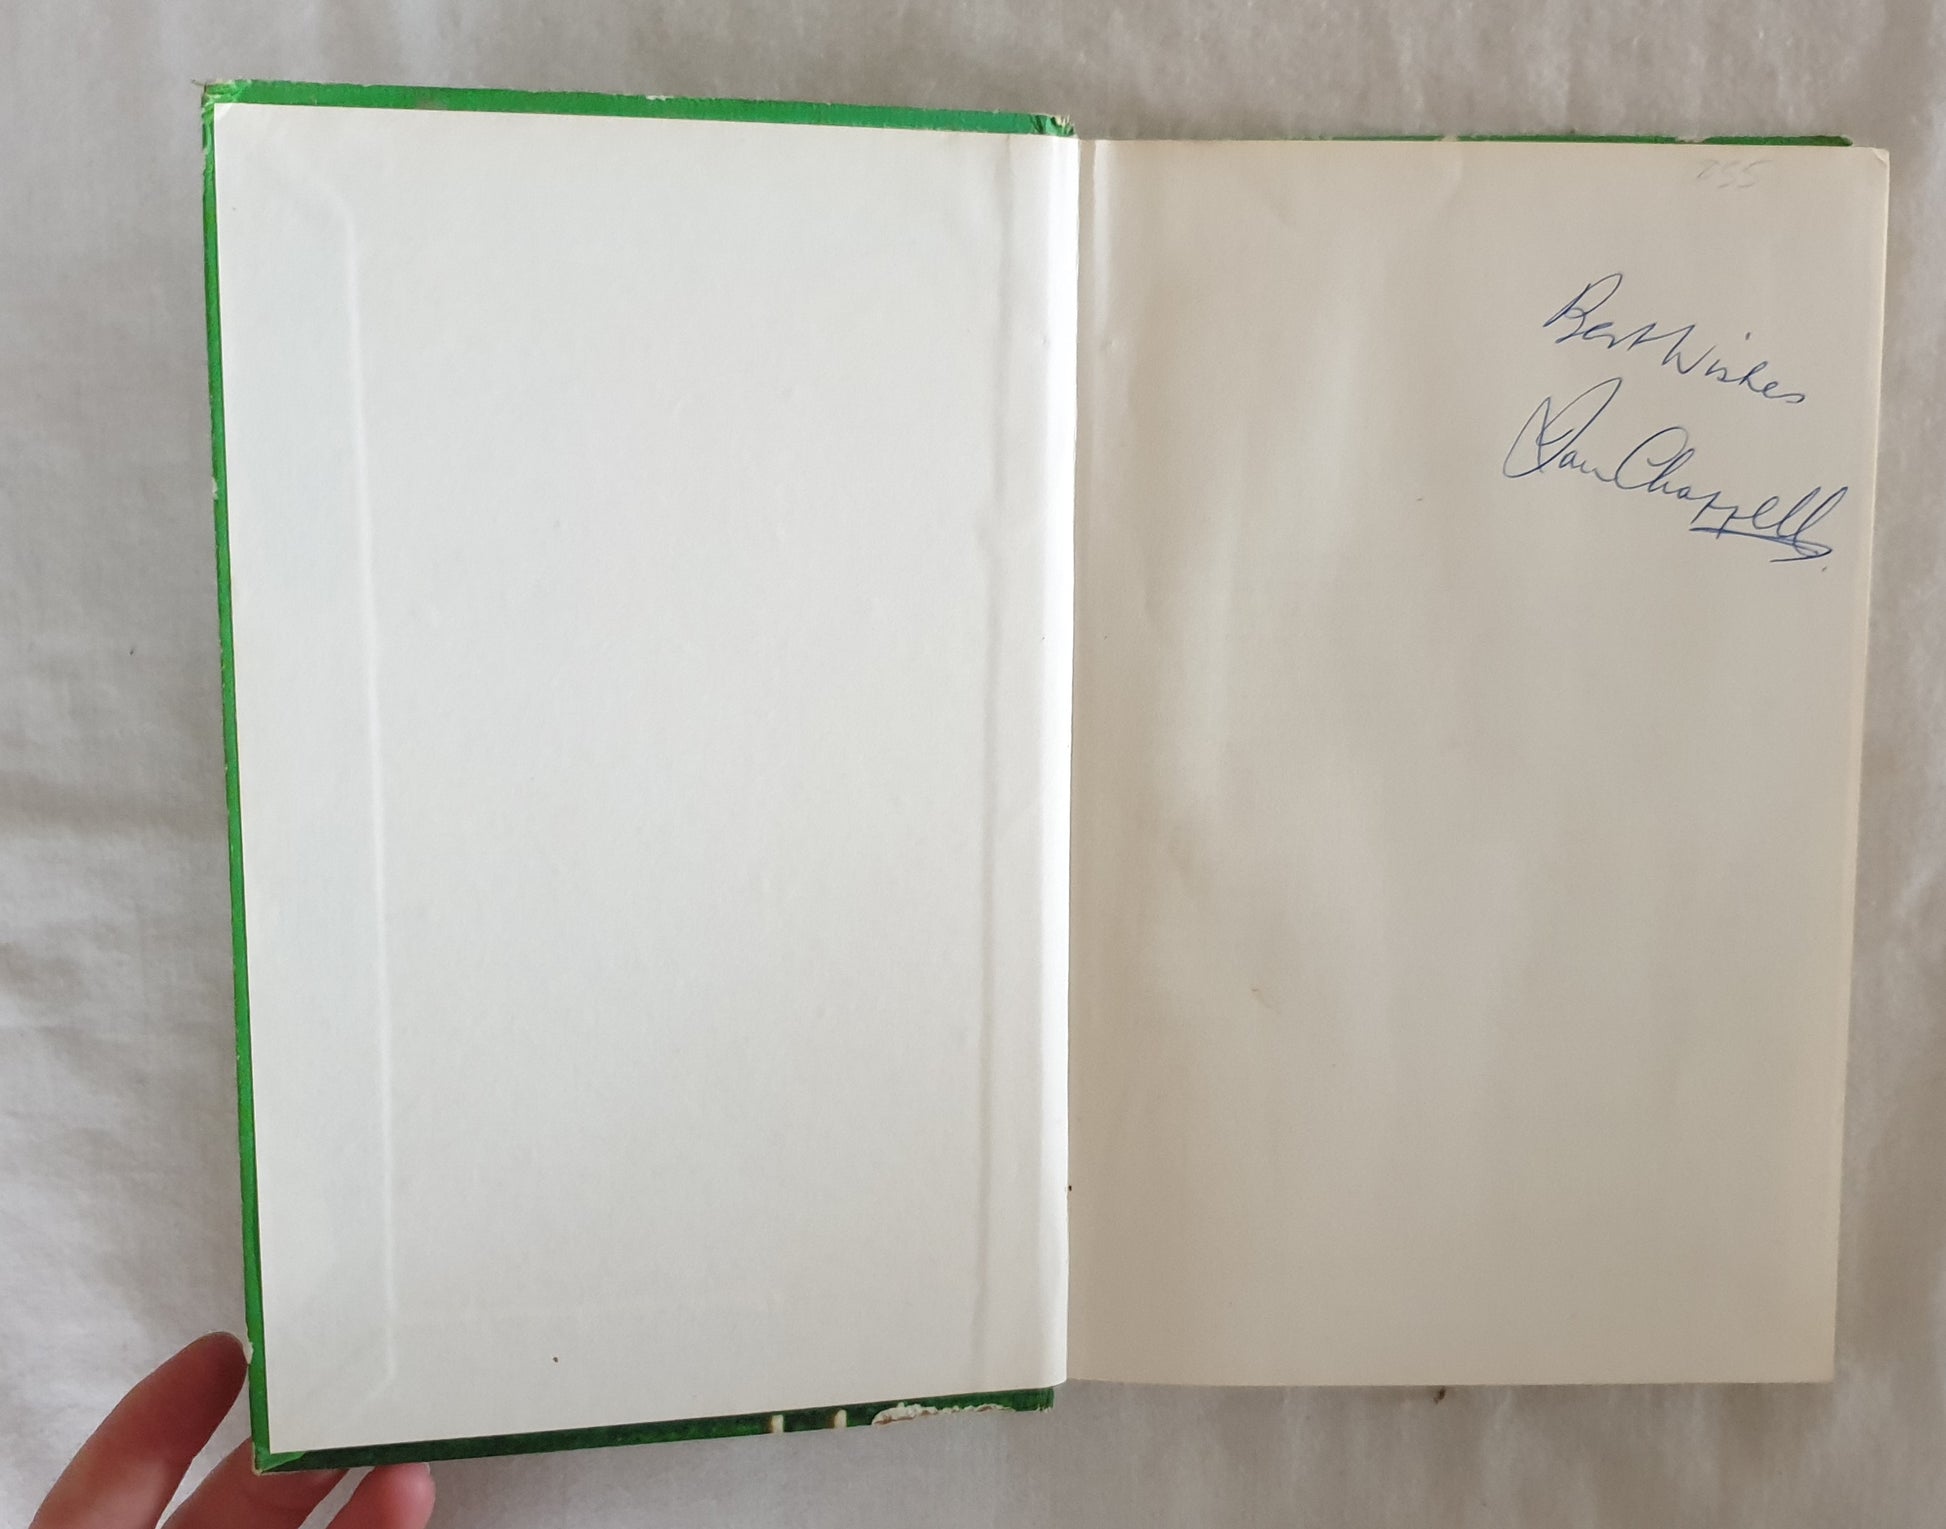 Best Wishes
Ian Chappell